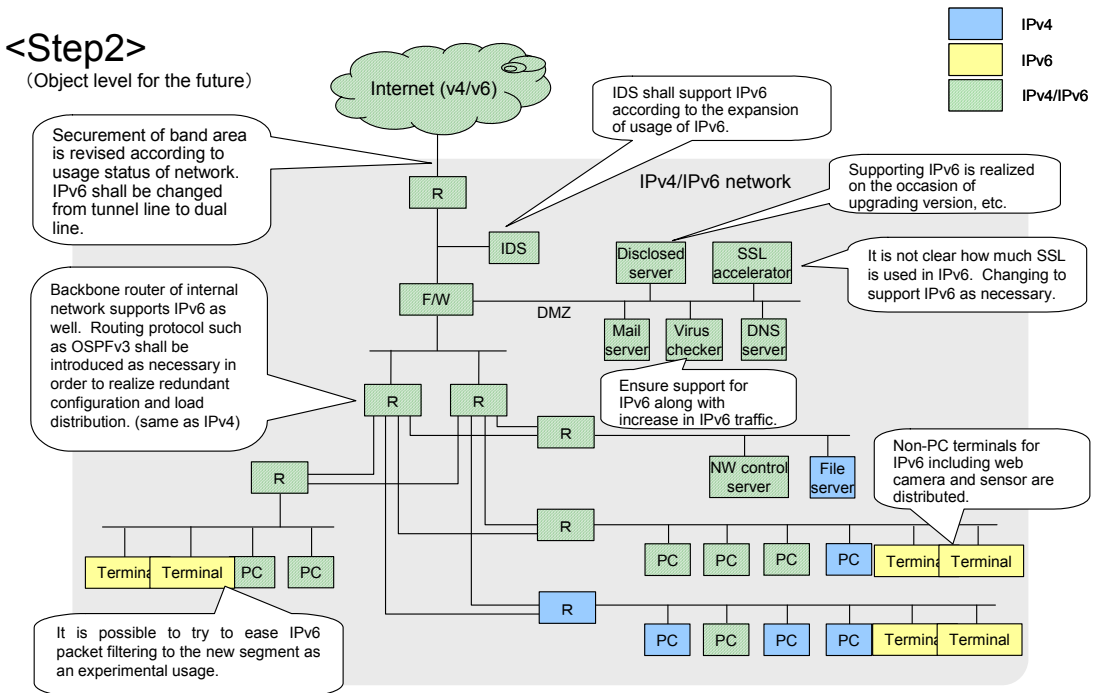 <Step2>
（Object level for the future）
IPv4
IPv6
IPv4/IPv6
Internet (v4/v6)
IDS shall support IPv6
according to the expansion
of usage of IPv6.
Securement of band area
is revised according to
usage status of network.
IPv6 shall be changed
from tunnel line to dual
line.
IPv4/IPv6 network
Supporting IPv6 is realized
on the occasion of
upgrading version, etc.
R
IDS
Disclosed
server
SSL
accelerator
It is not clear how much SSL
is used in IPv6.  Changing to
support IPv6 as necessary.
F/W
DMZ
Mail
server
Virus
checker
DNS
server
Backbone router of internal
network supports IPv6 as
well.  Routing protocol such
as OSPFv3 shall be
introduced as necessary in
order to realize redundant
configuration and load
distribution. (same as IPv4)
Ensure support for
IPv6 along with
increase in IPv6 traffic.
R
R
R
NW control
server
File
server
Non-PC terminals for
IPv6 including web
camera and sensor are
distributed.
R
Termina
Terminal
PC
PC
R
PC
PC
PC
PC
Termina
Terminal
R
PC
PC
PC
PC
Termina
Terminal
It is possible to try to ease IPv6
packet filtering to the new segment as
an experimental usage.